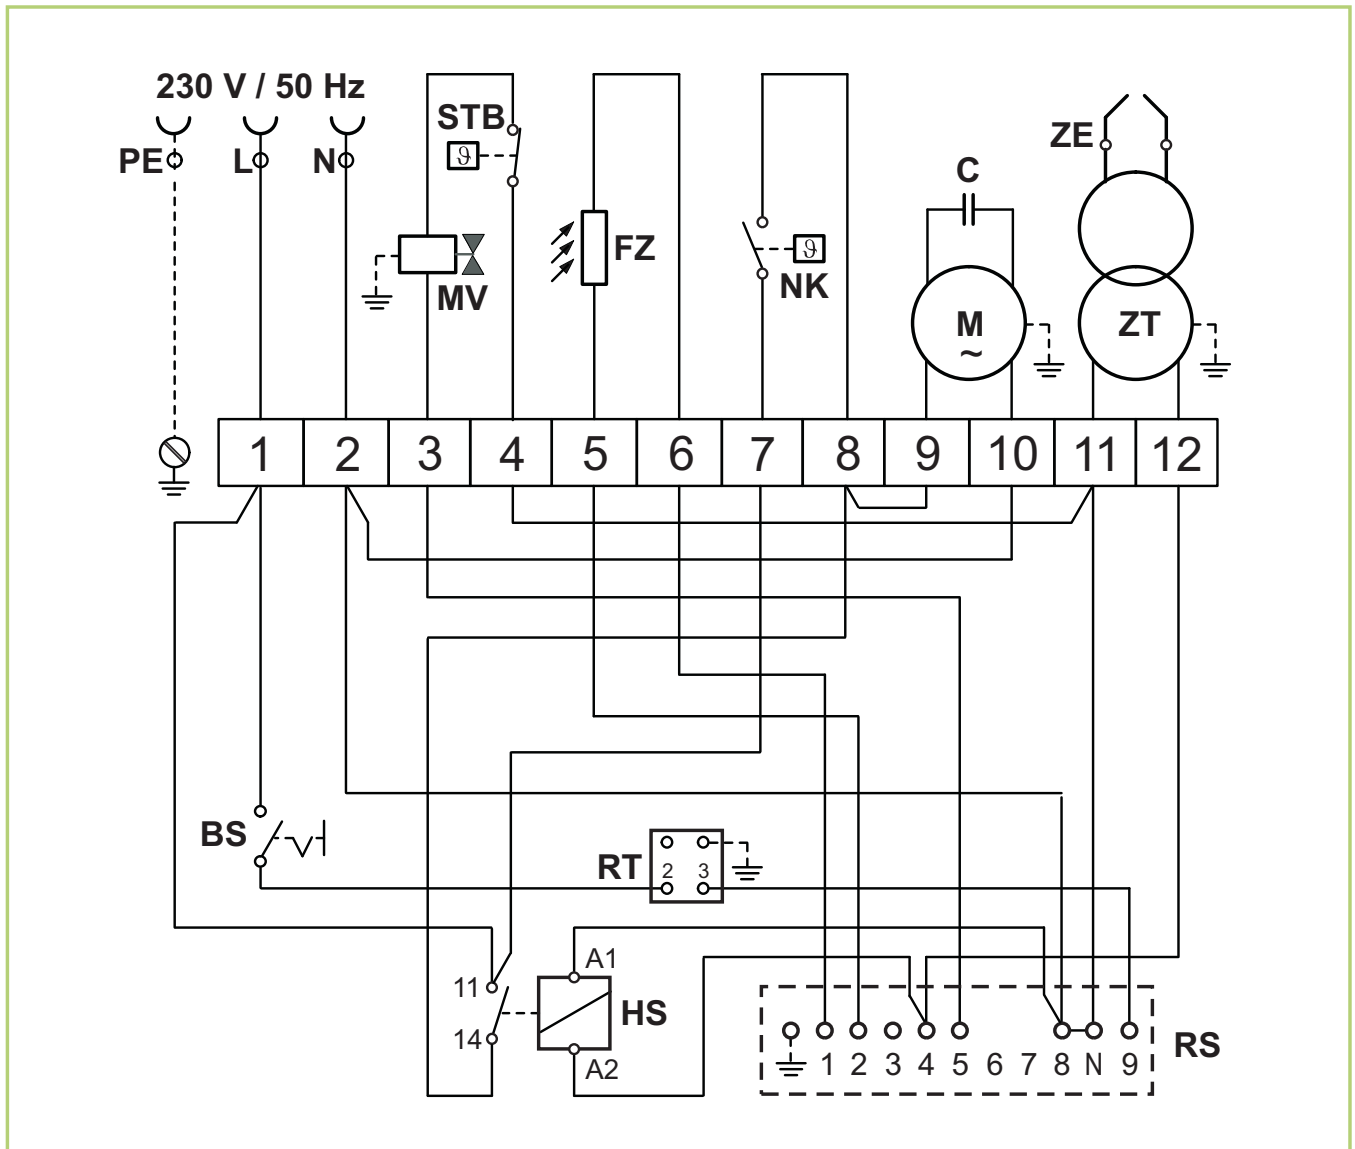 230 V / 50 Hz
PE
L
N
STB
ϑ
MV
FZ
ϑ
NK
C
M
~
ZE
ZT
1 2 3 4 5 6 7 8 9 10 11 12
BS
RT
2 3
A1
11
HS
14
A2
1 2 3 4 5 6 7 8 N 9
RS